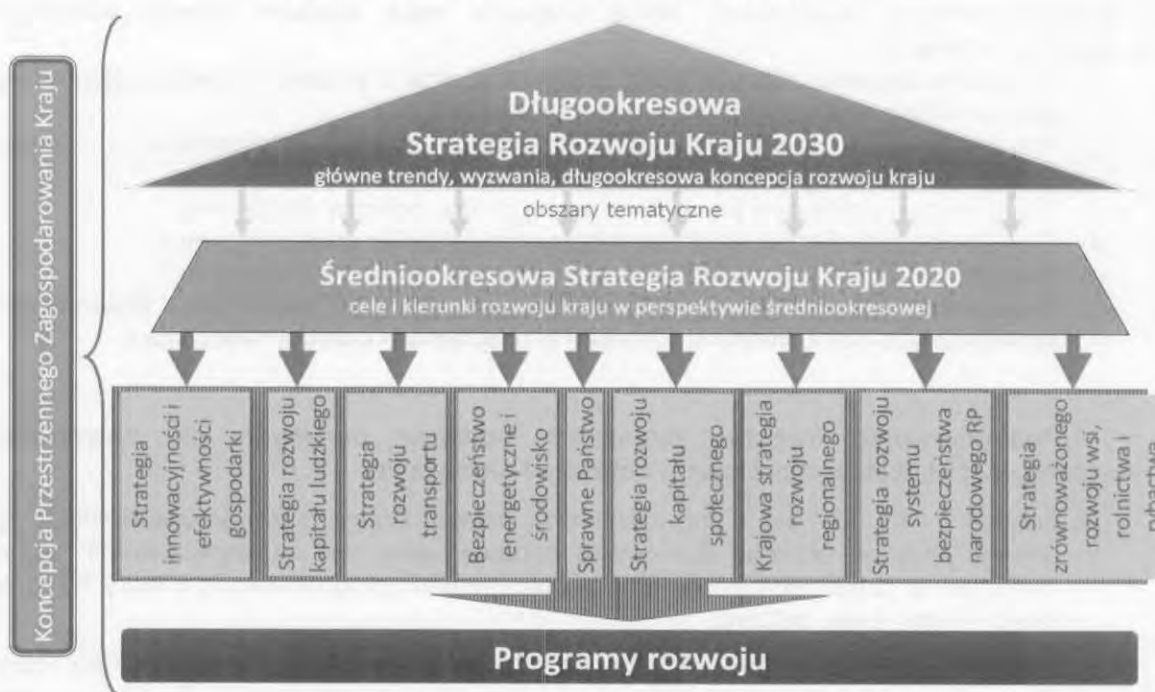 Koncepcja Przestrzennego Zagospodarowania Kraju
Długookresowa
Strategia Rozwoju Kraju 2030
główne trendy, wyzwania, długookresowa koncepcja rozwoju kraju
obszary tematyczne
Średniookresowa Strategia Rozwoju Kraju 2020
cele i kierunki rozwoju kraju w perspektywie średniookresowej
Strategia
innowacyjności i
efektywności
gospodarki
Strategia rozwoju
kapitału ludzkiego
Strategia
rozwoju
transportu
Bezpieczeństwo
energetyczne i
środowisko
Sprawne Państwo
Strategia rozwoju
kapitału
społecznego
Krajowa strategia
rozwoju
regionalnego
Strategia rozwoju
systemu
bezpieczeństwa
narodowego RP
Strategia
zrównoważonego
rozwoju wsi,
rolnictwa i
rybactwa
Programy rozwoju